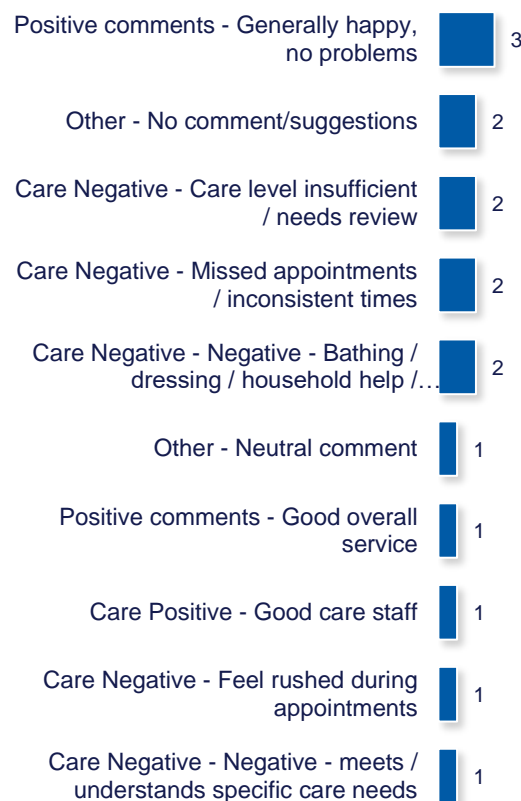 Positive comments - Generally happy,
no problems
3
Other - No comment/suggestions
2
Care Negative - Care level insufficient
/ needs review
2
Care Negative - Missed appointments
/ inconsistent times
2
Care Negative - Negative - Bathing /
dressing / household help /…
2
Other - Neutral comment
1
Positive comments - Good overall
service
1
Care Positive - Good care staff
1
Care Negative - Feel rushed during
appointments
1
Care Negative - Negative - meets /
understands specific care needs
1